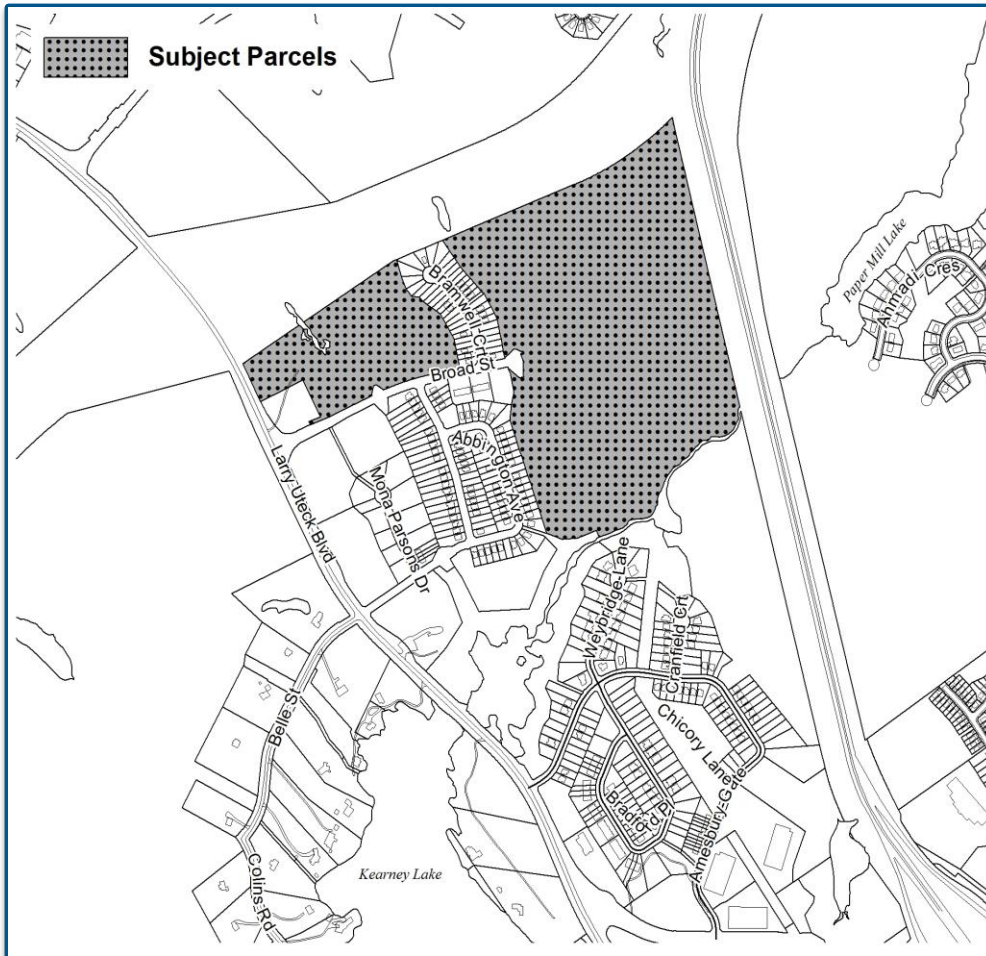 Subject Parcels
Paper Mill Lake
Ahmadi Cres
Bramwell Crt
Broad St
Abbington Ave
Larry Uteck Blvd
Mona Parsons Dr
Weybridge Lane
Cranfield Crt
Belle St
Chicory Lane
Bradford Pl
Amesbury Gate
Colins Rd
Kearney Lake